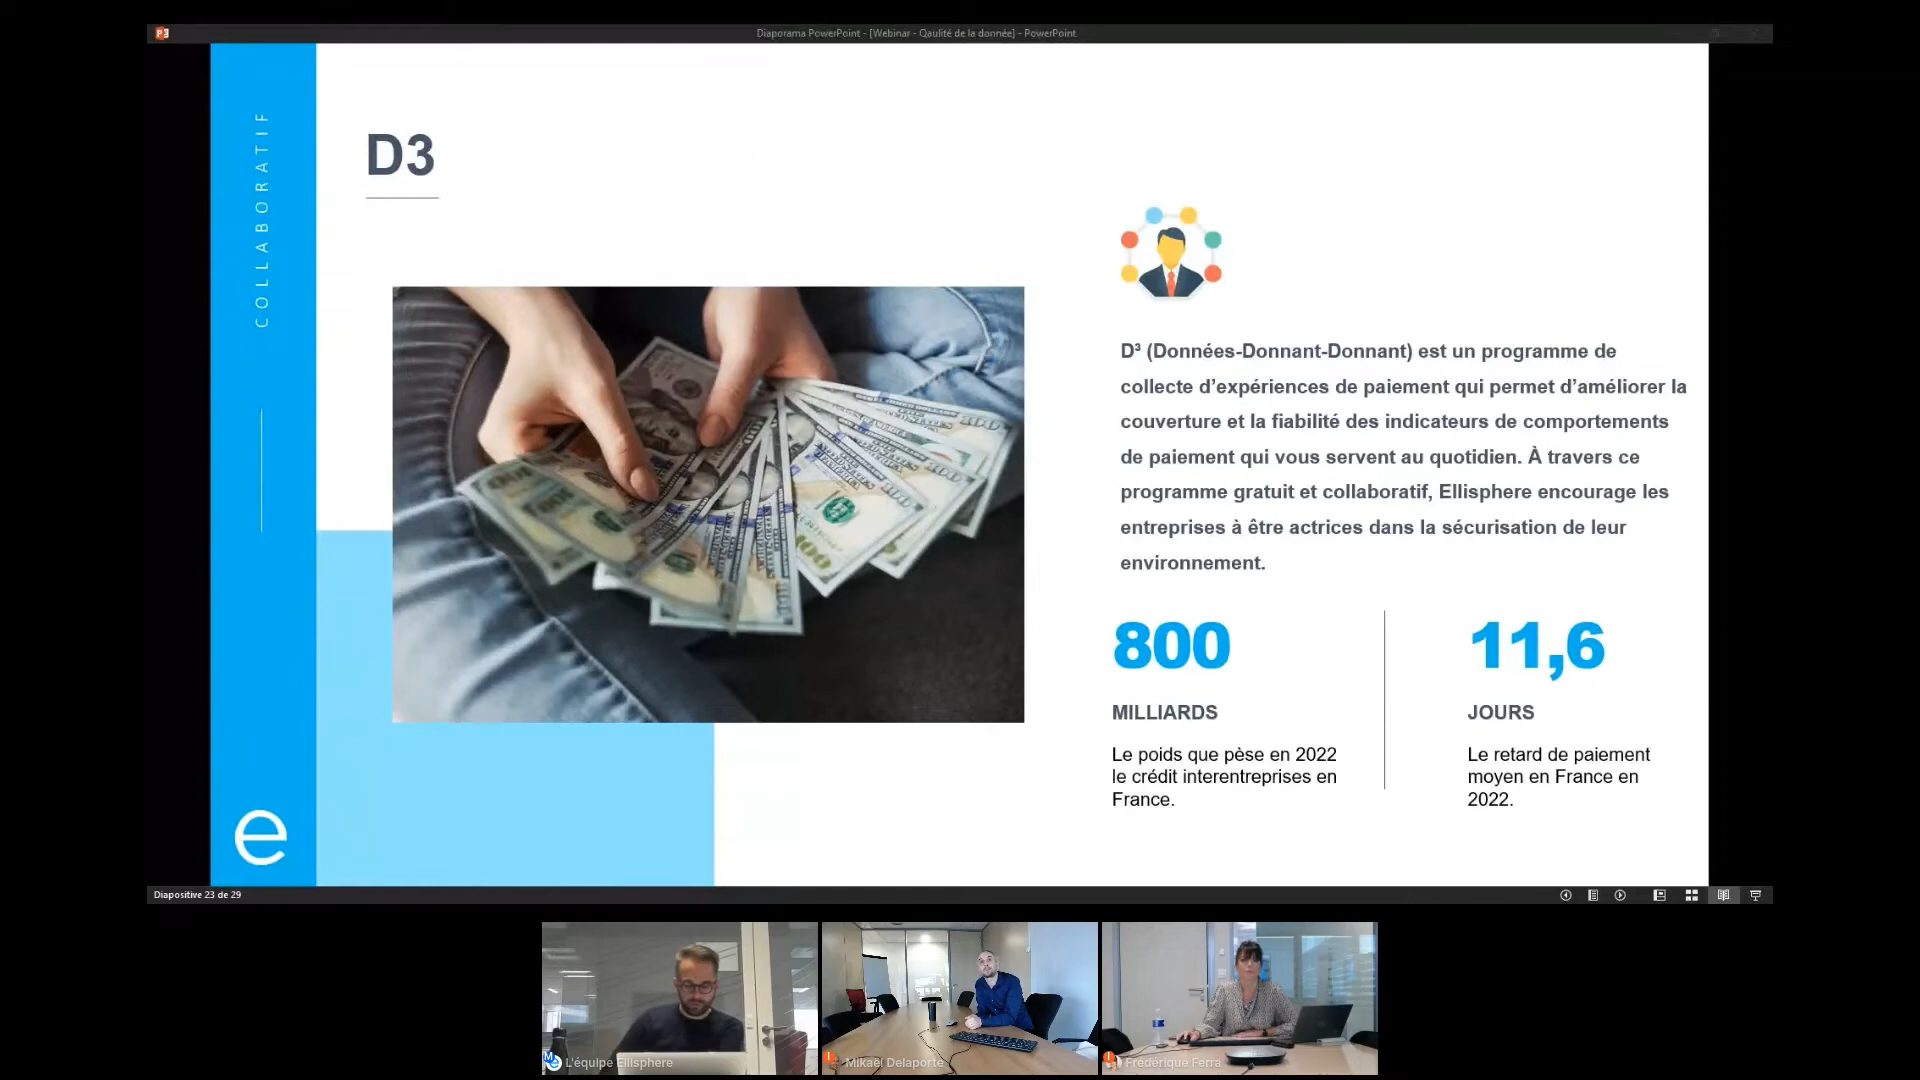 Diaporama PowerPoint - [Webinar - Qaulité de la donnée] - PowerPoint
COLLABORATIF
D3
D³ (Données-Donnant-Donnant) est un programme de
collecte d’expériences de paiement qui permet d’améliorer la
couverture et la fiabilité des indicateurs de comportements
de paiement qui vous servent au quotidien. À travers ce
programme gratuit et collaboratif, Ellisphere encourage les
entreprises à être actrices dans la sécurisation de leur
environnement.
800
MILLIARDS
Le poids que pèse en 2022
le crédit interentreprises en
France.
11,6
JOURS
Le retard de paiement
moyen en France en
2022.
e
Diapositive 23 de 29
L'équipe Ellisphere
Mikaël Delaporte
Frédérique Ferra